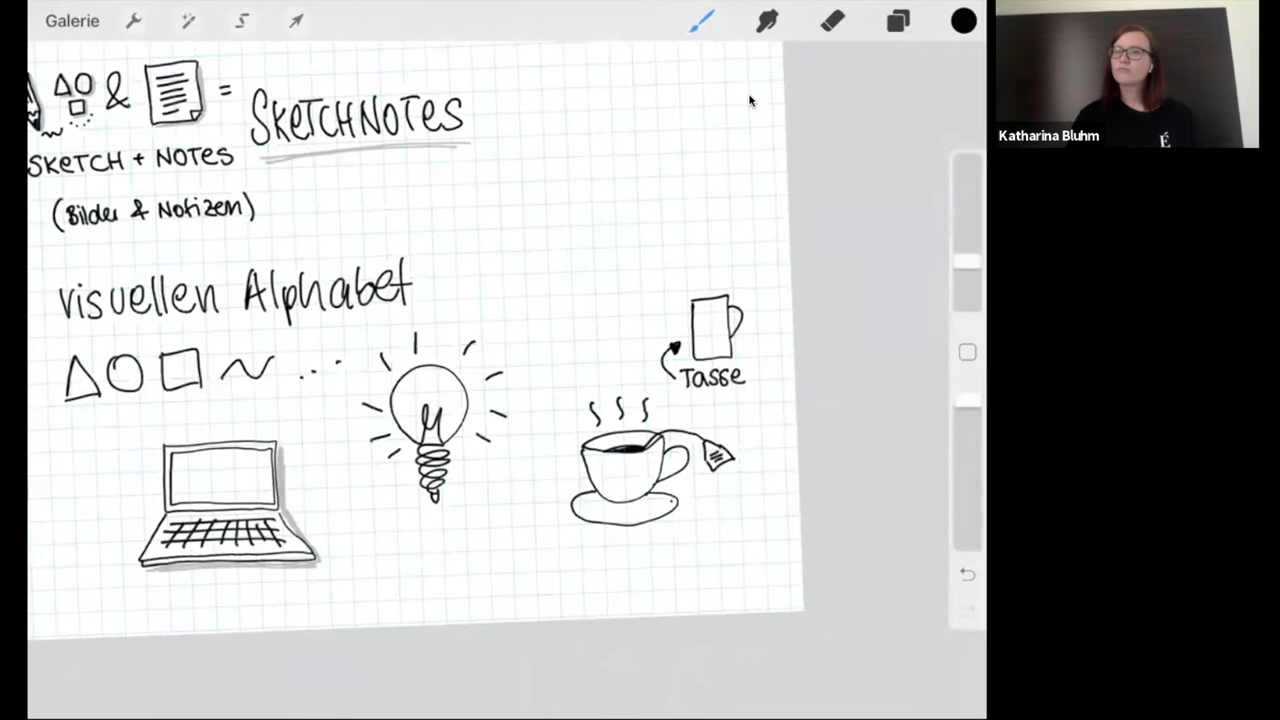 Galerie
& = SKETCHNOTES
SKETCH + NOTES
(Bilder & Notizen)
visuellen Alphabet
...
Tasse
Katharina Bluhm
É